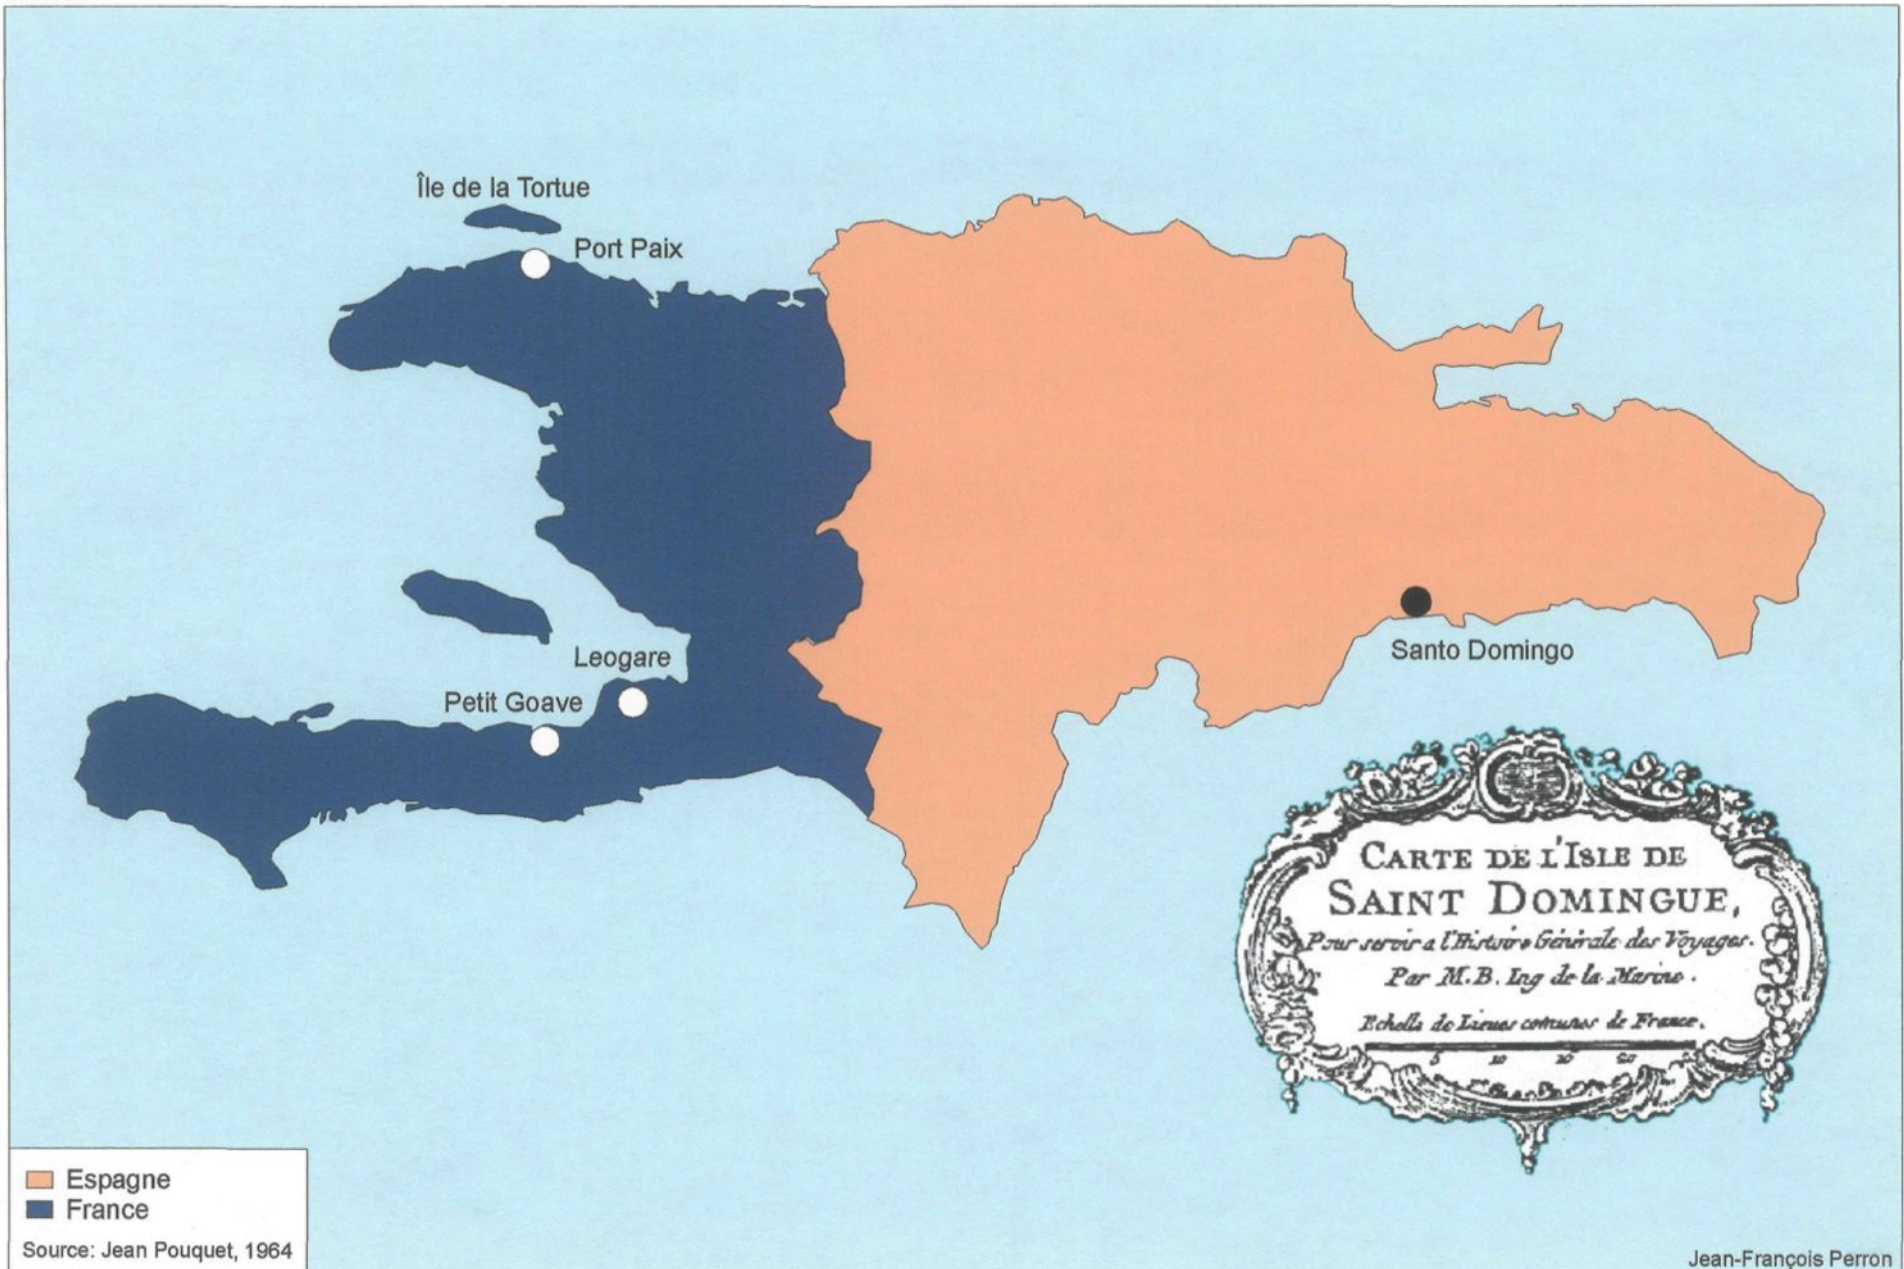 Île de la Tortue
Port Paix
Leogare
Petit Goave
Santo Domingo
CARTE DE L'ISLE DE
SAINT DOMINGUE,
Pour servir a l'Histoire Générale des Voyages.
Par M.B. Ing de la Marine.
Echelle de Lieues comunes de France.
5 10
Espagne
France
Source: Jean Pouquet, 1964
Jean-François Perron